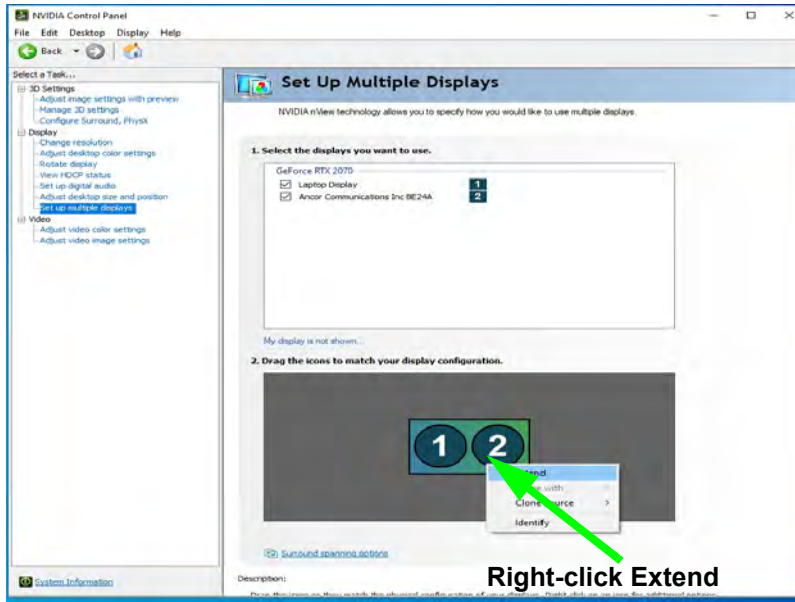 NVIDIA Control Panel
File Edit Desktop Display Help
Back
Select a Task...
3D Settings
Adjust image settings with preview
Manage 3D settings
Configure Surround, PhysX
Display
Change resolution
Adjust desktop color settings
Rotate display
View HDCP status
Set up digital audio
Adjust desktop size and position
Set up multiple displays
Video
Adjust video color settings
Adjust video image settings
System Information
Set Up Multiple Displays
NVIDIA nView technology allows you to specify how you would like to use multiple displays.
1. Select the displays you want to use.
GeForce RTX 2070
Laptop Display 1
Ancor Communications Inc BE24A 2
My display is not shown...
2. Drag the icons to match your display configuration.
1 2
Clone source >
Identify
Surround spanning options
Right-click Extend
Description: